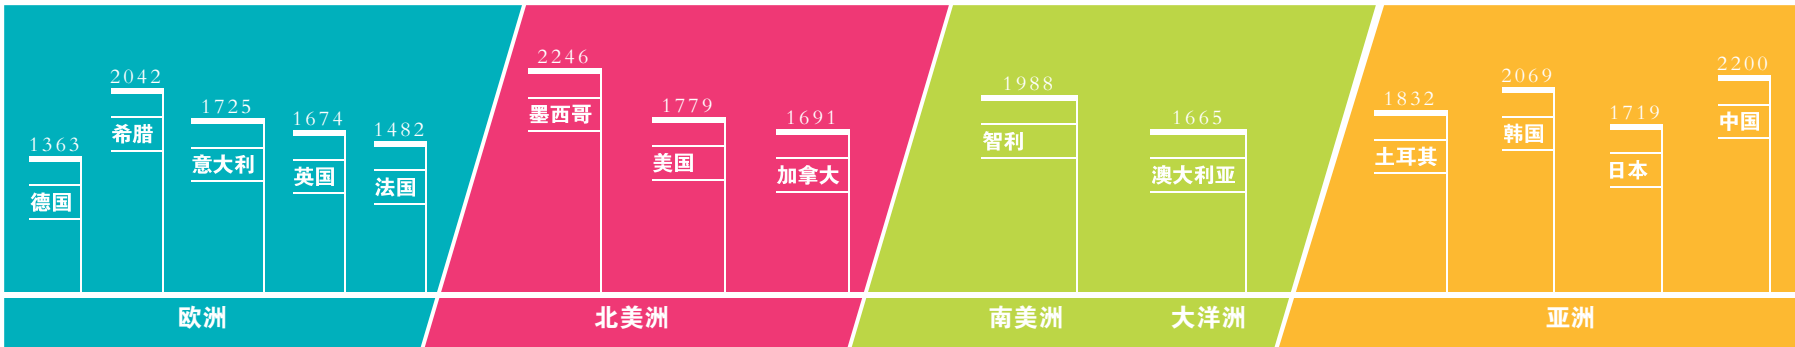 1363
德国
2042
希腊
1725
意大利
1674
英国
1482
法国
欧洲
2246
墨西哥
1779
美国
1691
加拿大
北美洲
1988
智利
南美洲
1665
澳大利亚
大洋洲
1832
土耳其
2069
韩国
1719
日本
2200
中国
亚洲